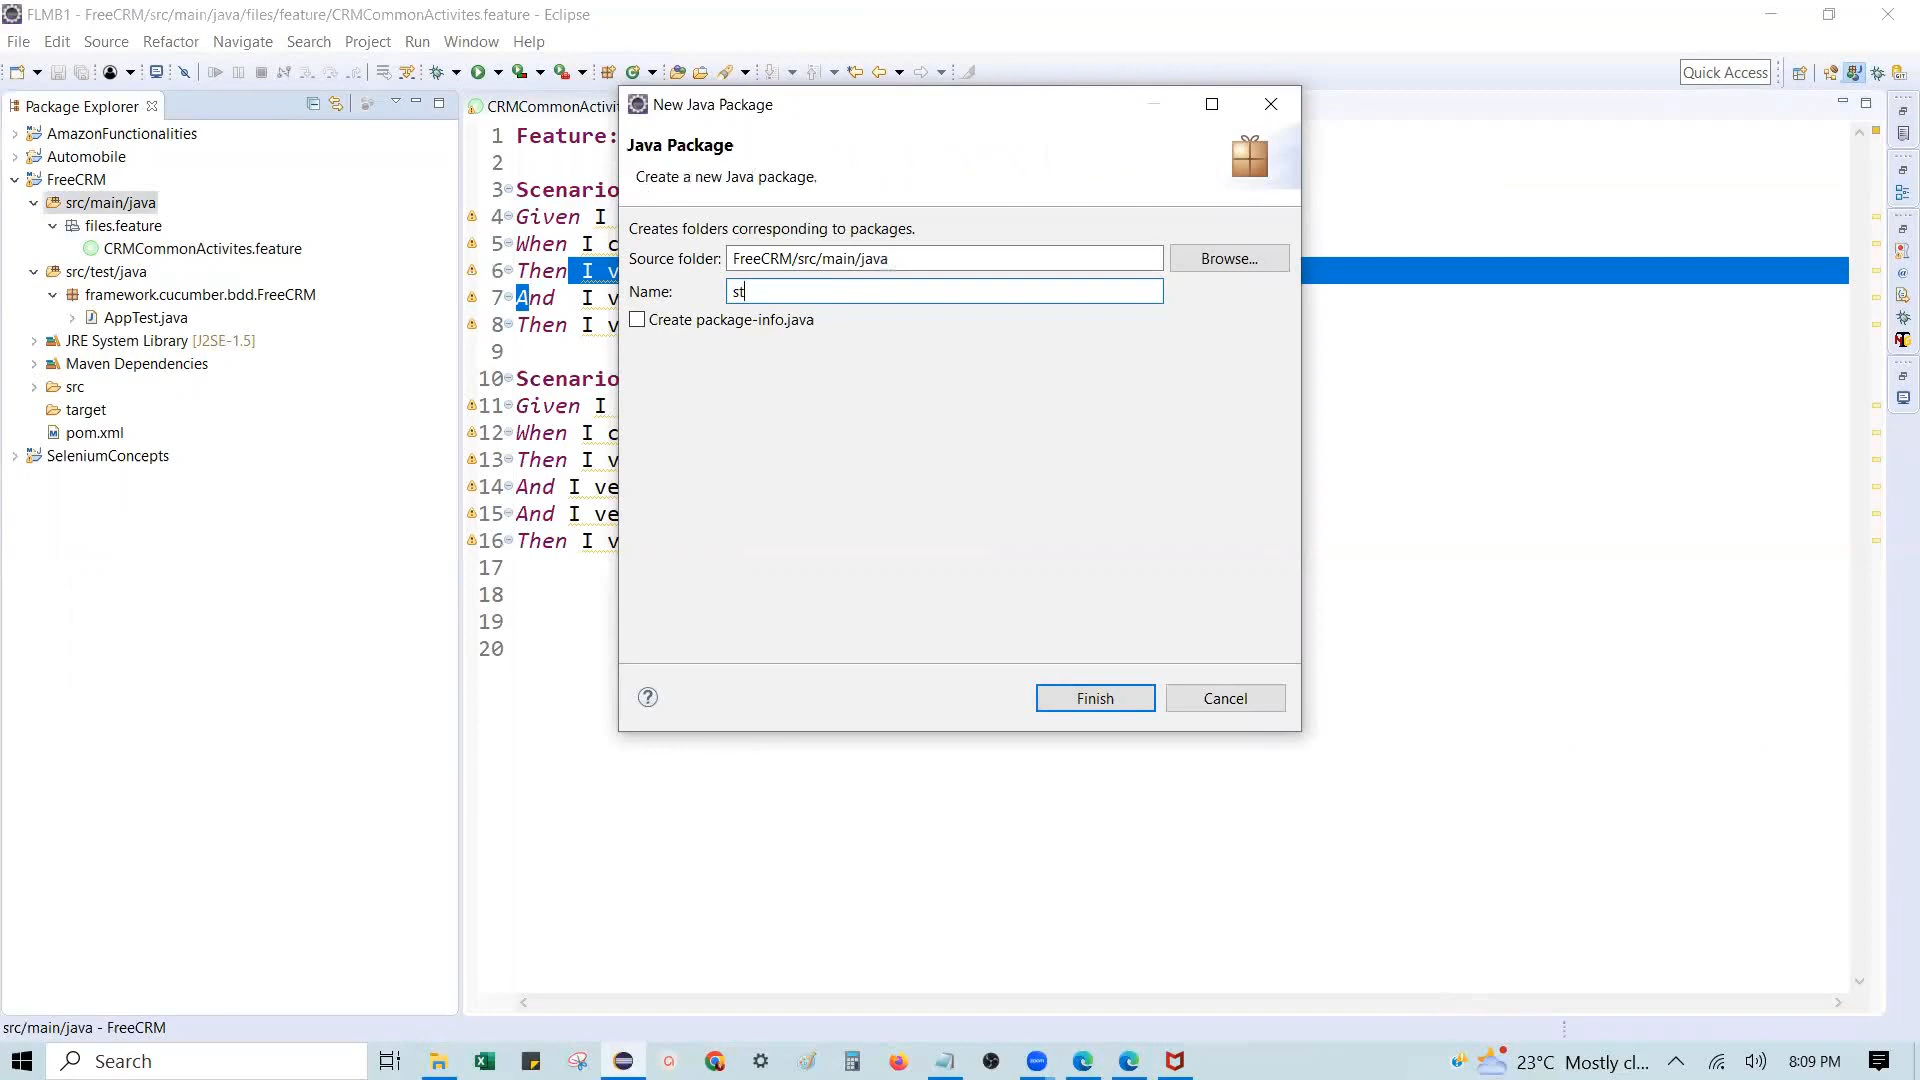 FLMB1 - FreeCRM/src/main/java/files/feature/CRMCommonActivites.feature - Eclipse
File Edit Source Refactor Navigate Search Project Run Window Help
Quick Access
Package Explorer
AmazonFunctionalities
Automobile
FreeCRM
src/main/java
files.feature
CRMCommonActivites.feature
src/test/java
framework.cucumber.bdd.FreeCRM
AppTest.java
JRE System Library [J2SE-1.5]
Maven Dependencies
src
target
pom.xml
SeleniumConcepts
CRMCommonActivit
1 Feature:
2
3 Scenario
4 Given I
5 When I c
6 Then I v
7 And I v
8 Then I v
9
10 Scenario
11 Given I
12 When I c
13 Then I v
14 And I ve
15 And I ve
16 Then I v
17
18
19
20
New Java Package
Java Package
Create a new Java package.
Creates folders corresponding to packages.
Source folder: FreeCRM/src/main/java Browse...
Name: st
Create package-info.java
Finish Cancel
src/main/java - FreeCRM
Search
23°C Mostly cl... 8:09 PM